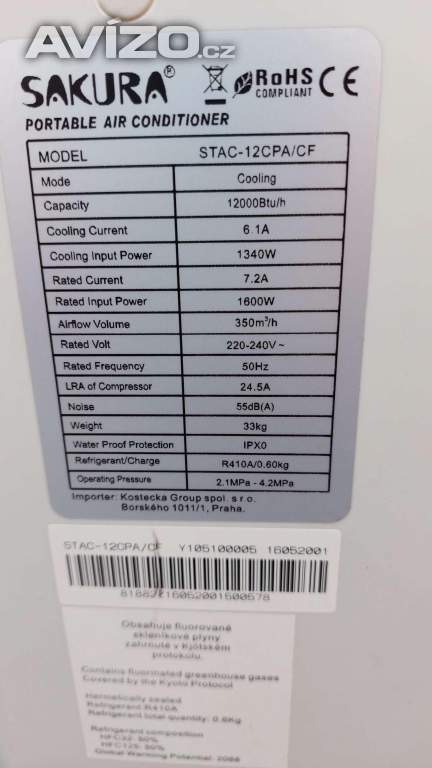 AVÍZO.cz
SAKURA® RoHS COMPLIANT CE
PORTABLE AIR CONDITIONER
MODEL STAC-12CPA/CF
Mode Cooling
Capacity 12000Btu/h
Cooling Current 6.1A
Cooling Input Power 1340W
Rated Current 7.2A
Rated Input Power 1600W
Airflow Volume 350m³/h
Rated Volt 220-240V~
Rated Frequency 50Hz
LRA of Compressor 24.5A
Noise 55dB(A)
Weight 33kg
Water Proof Protection IPX0
Refrigerant/Charge R410A/0.60kg
Operating Pressure 2.1MPa - 4.2MPa
Importer: Kostecka Group spol. s r.o.
Borského 1011/1, Praha.
STAC-12CPA/CF Y105100005 16052001
Obsahuje fluorované
skleníkové plyny
zahrnuté v Kjótském
protokolu.
Contains fluorinated greenhouse gases
Covered by the Kyoto Protocol
Hermetically sealed
Refrigerant R410A
Refrigerant total quantity: 0.6Kg
Refrigerant composition
HFC32: 50%
HFC125: 50%
Global Warming Potential: 2088